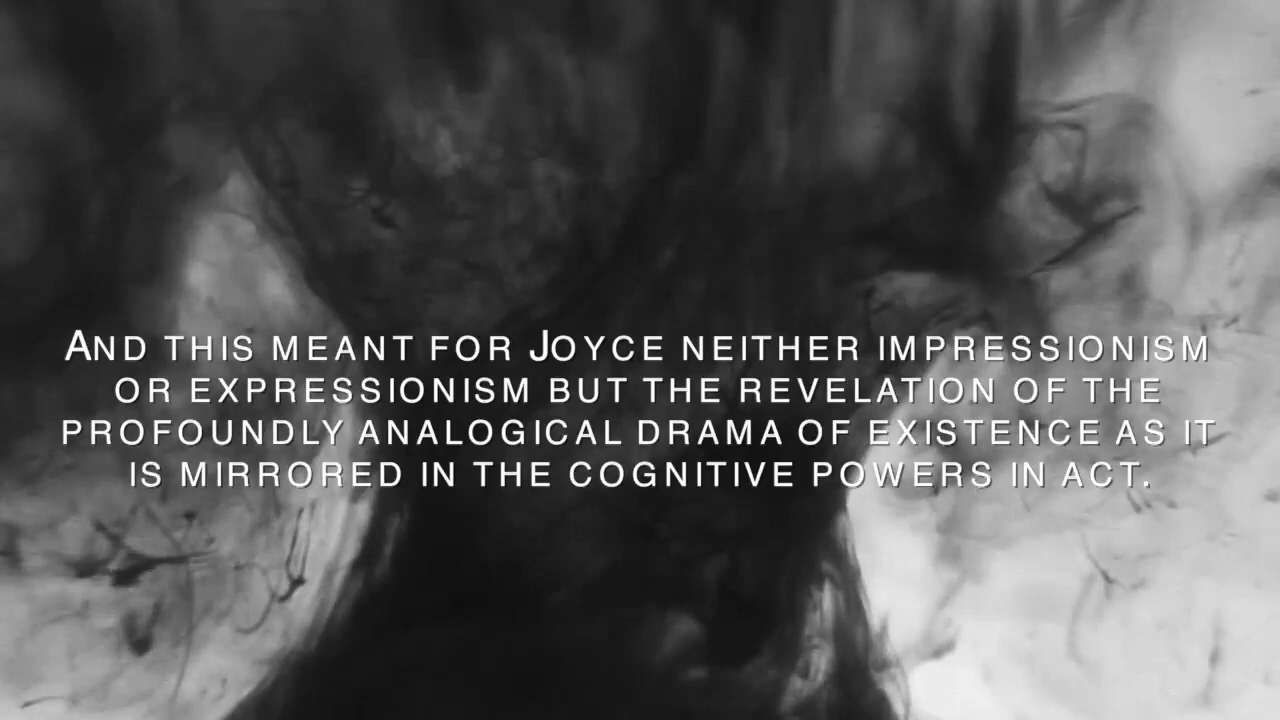 AND THIS MEANT FOR JOYCE NEITHER IMPRESSIONISM
OR EXPRESSIONISM BUT THE REVELATION OF THE
PROFOUNDLY ANALOGICAL DRAMA OF EXISTENCE AS IT
IS MIRRORED IN THE COGNITIVE POWERS IN ACT.